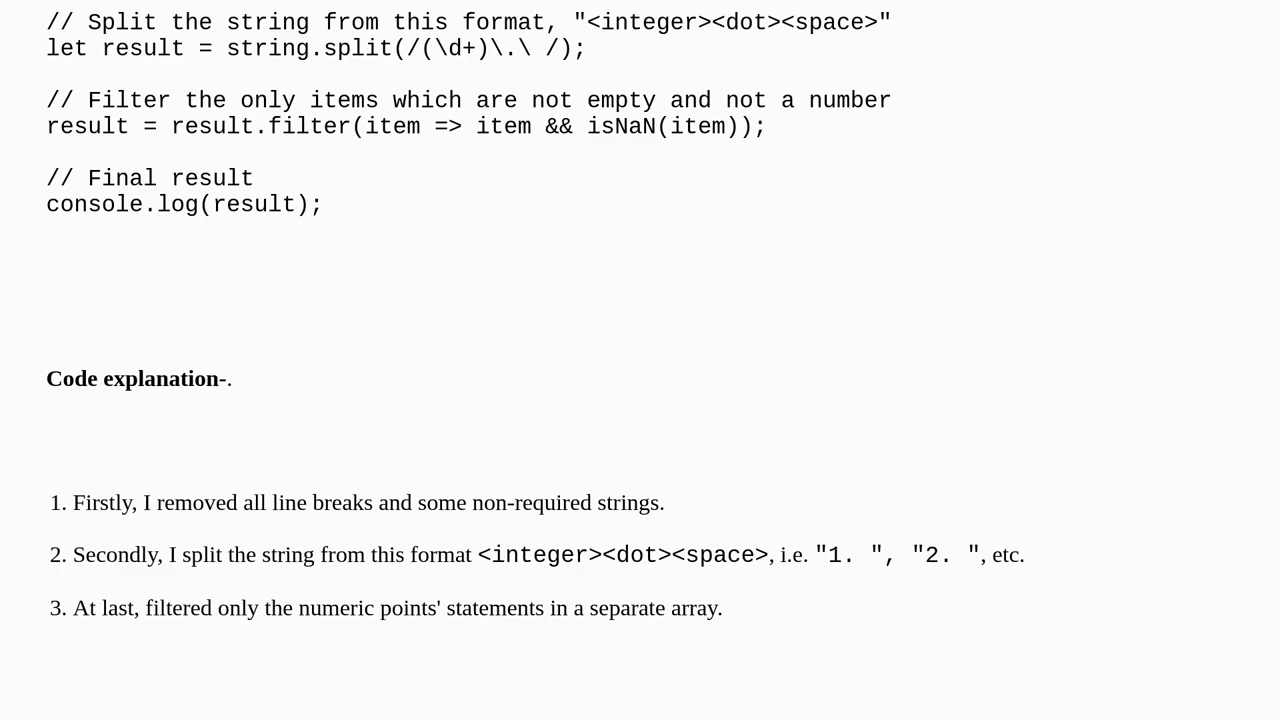 // Split the string from this format, "<integer><dot><space>"
let result = string.split(/(\d+)\.\ /);
// Filter the only items which are not empty and not a number
result = result.filter(item => item && isNaN(item));
// Final result
console.log(result);
Code explanation-.
1. Firstly, I removed all line breaks and some non-required strings.
2. Secondly, I split the string from this format <integer><dot><space>, i.e. "1. ", "2. ", etc.
3. At last, filtered only the numeric points' statements in a separate array.